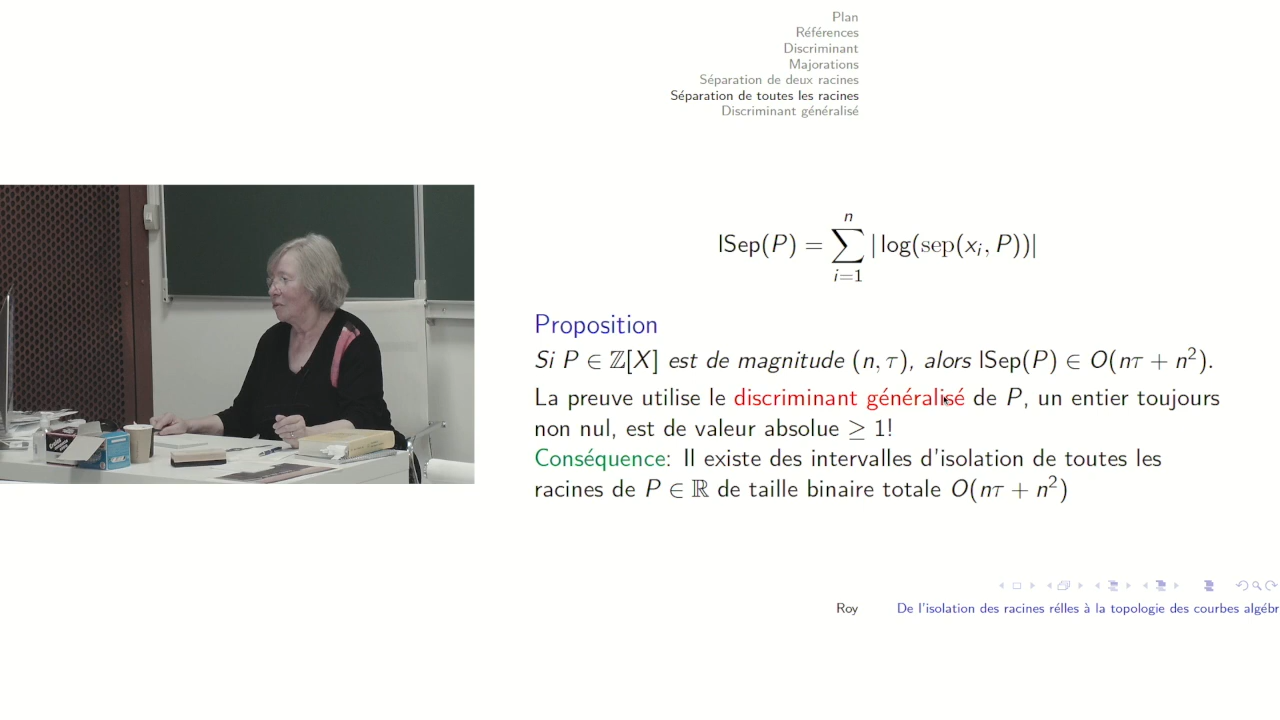 Plan
Références
Discriminant
Majorations
Séparation de deux racines
Séparation de toutes les racines
Discriminant généralisé
lSep(P) = ∑_{i=1}^{n} | log(sep(x_i, P))|
Proposition
Si P ∈ ℤ[X] est de magnitude (n, τ), alors lSep(P) ∈ O(nτ + n²).
La preuve utilise le discriminant généralisé de P, un entier toujours
non nul, est de valeur absolue ≥ 1!
Conséquence: Il existe des intervalles d'isolation de toutes les
racines de P ∈ ℝ de taille binaire totale O(nτ + n²)
Roy De l'isolation des racines rélles à la topologie des courbes algébr